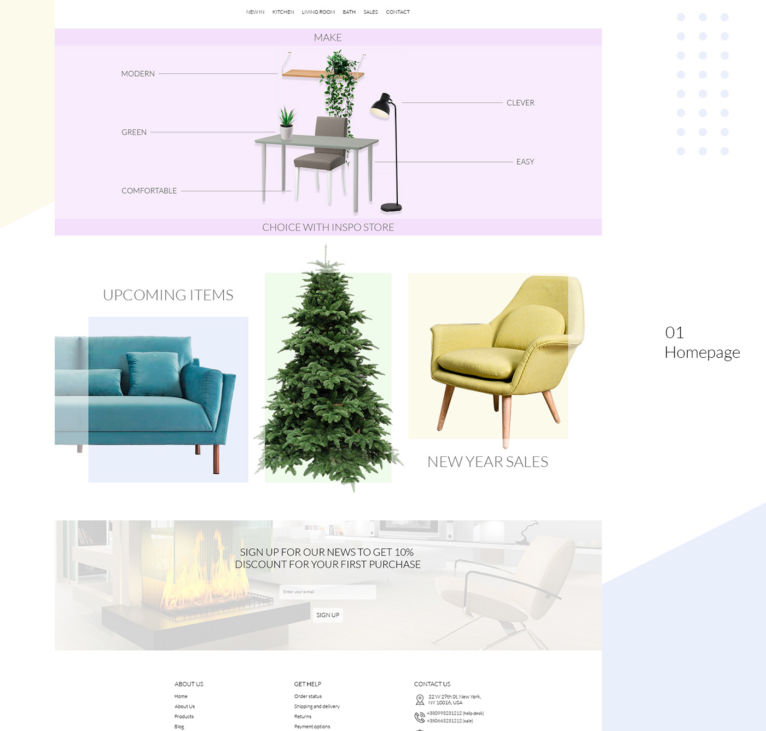 NEW IN KITCHEN LIVING ROOM BATH SALES CONTACT
MAKE
MODERN
CLEVER
GREEN
EASY
COMFORTABLE
CHOICE WITH INSPO STORE
UPCOMING ITEMS
NEW YEAR SALES
01
Homepage
SIGN UP FOR OUR NEWS TO GET 10%
DISCOUNT FOR YOUR FIRST PURCHASE
Enter your e-mail
SIGN UP
ABOUT US
Home
About Us
Products
Blog
GET HELP
Order status
Shipping and delivery
Returns
Payment options
CONTACT US
22 W 29th St, New York,
NY 10016, USA
(help desk)
(sale)